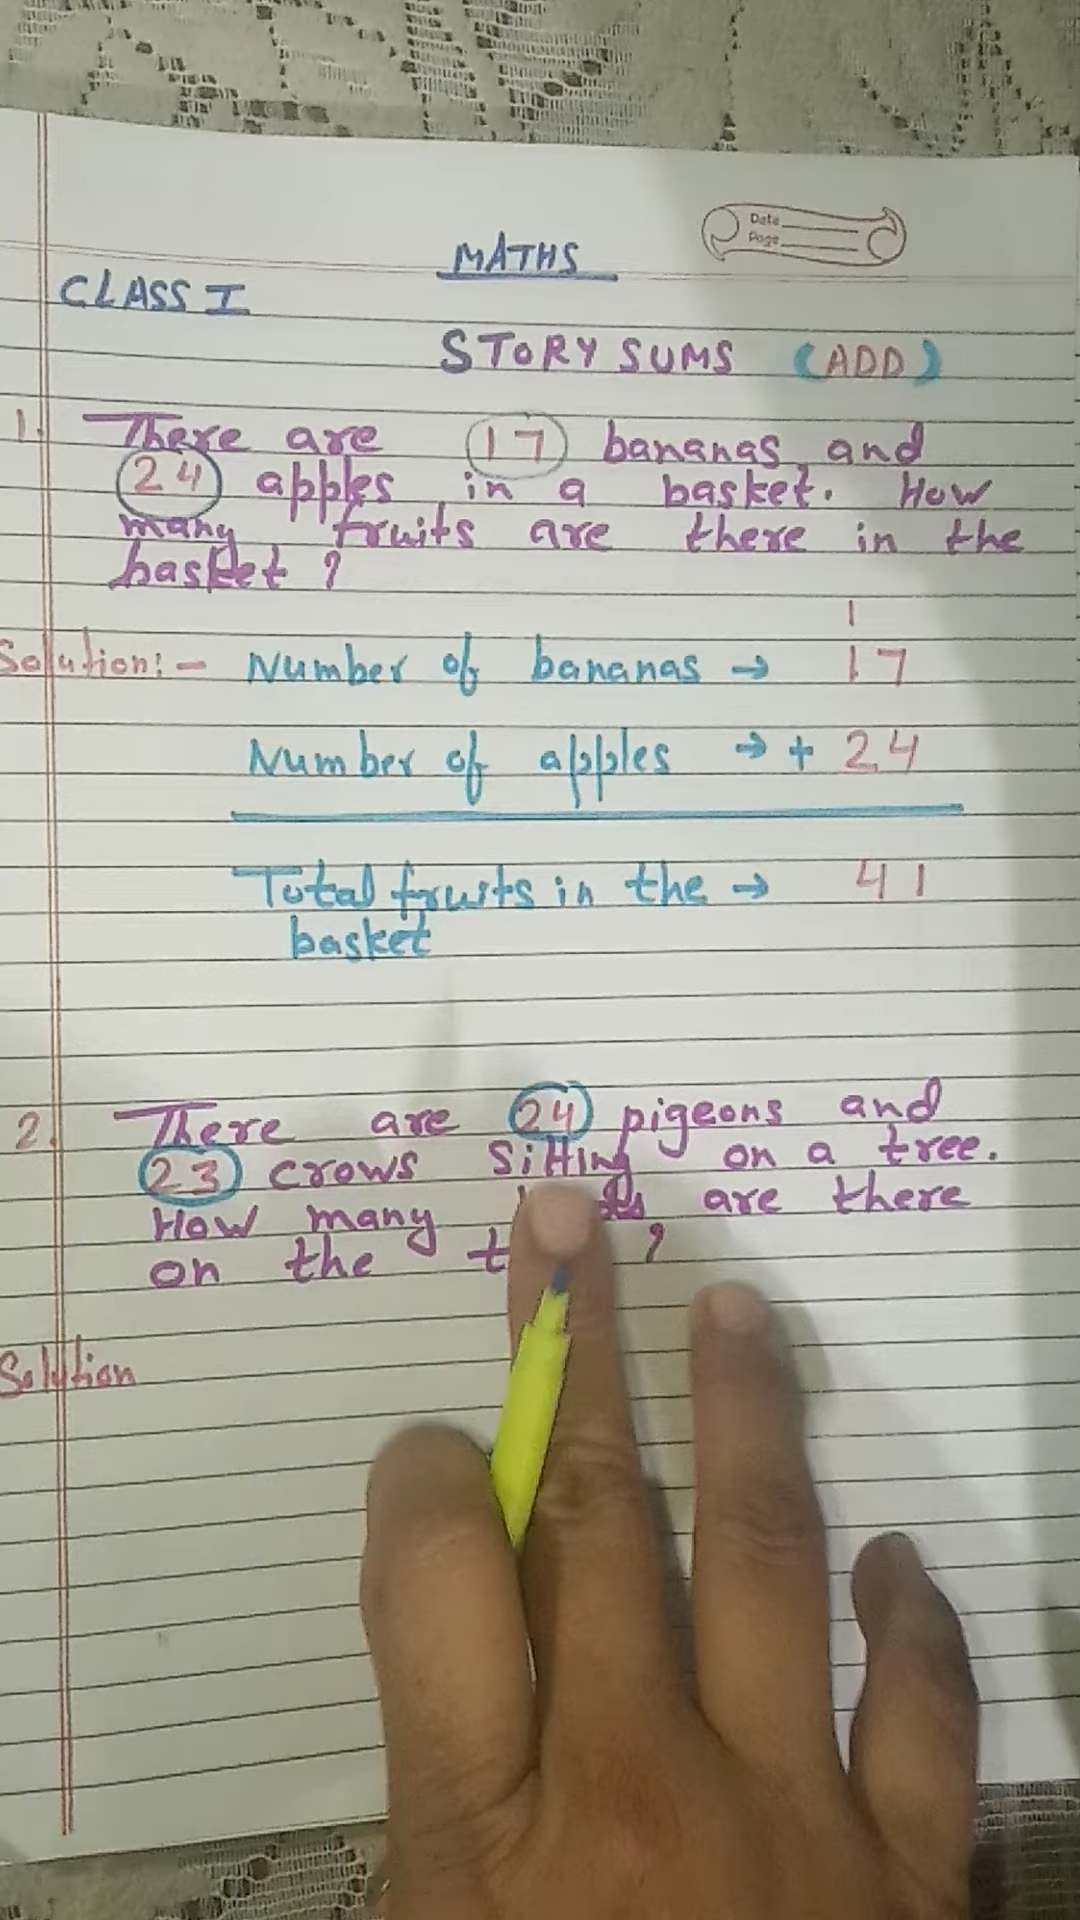 Date
Page
MATHS
CLASS I
STORY SUMS (ADD)
1. There are 17 bananas and
24 apples in a basket. How
many fruits are there in the
basket ?
1
Solution:- Number of bananas → 17
Number of apples → + 24
Total fruits in the → 41
basket
2. There are 24 pigeons and
23 crows sitting on a tree.
How many are there
on the ?
Solution